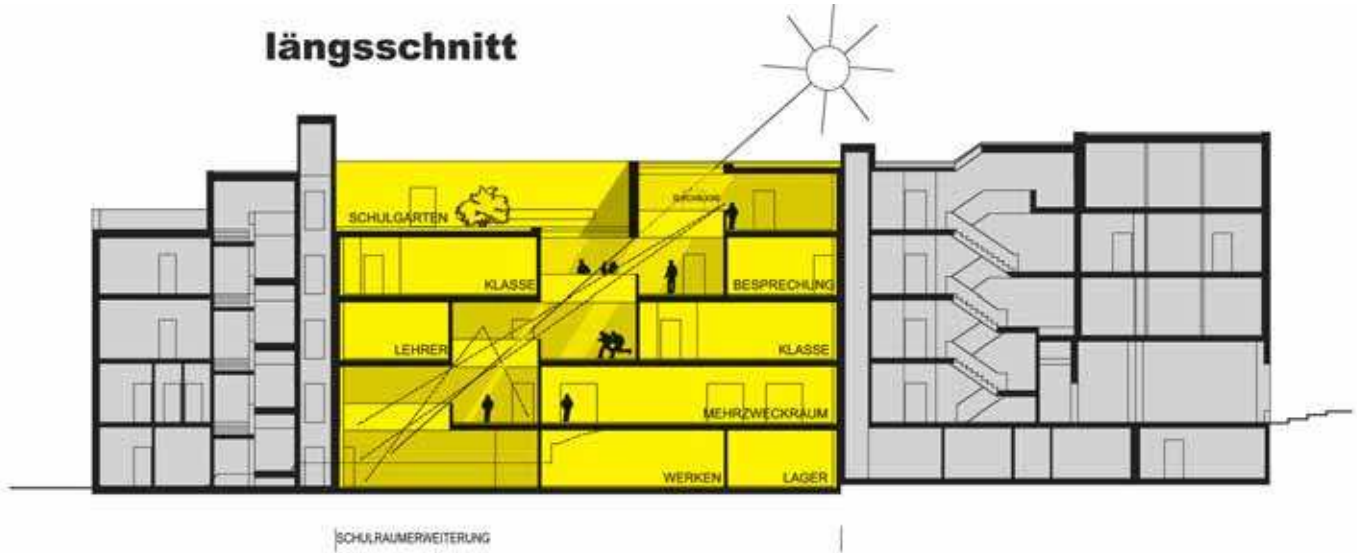 längsschnitt
SCHULGARTEN
KLASSE
BESPRECHUNG
LEHRER
KLASSE
MEHRZWECKRAUM
WERKEN
LAGER
SCHULRAUMERWEITERUNG